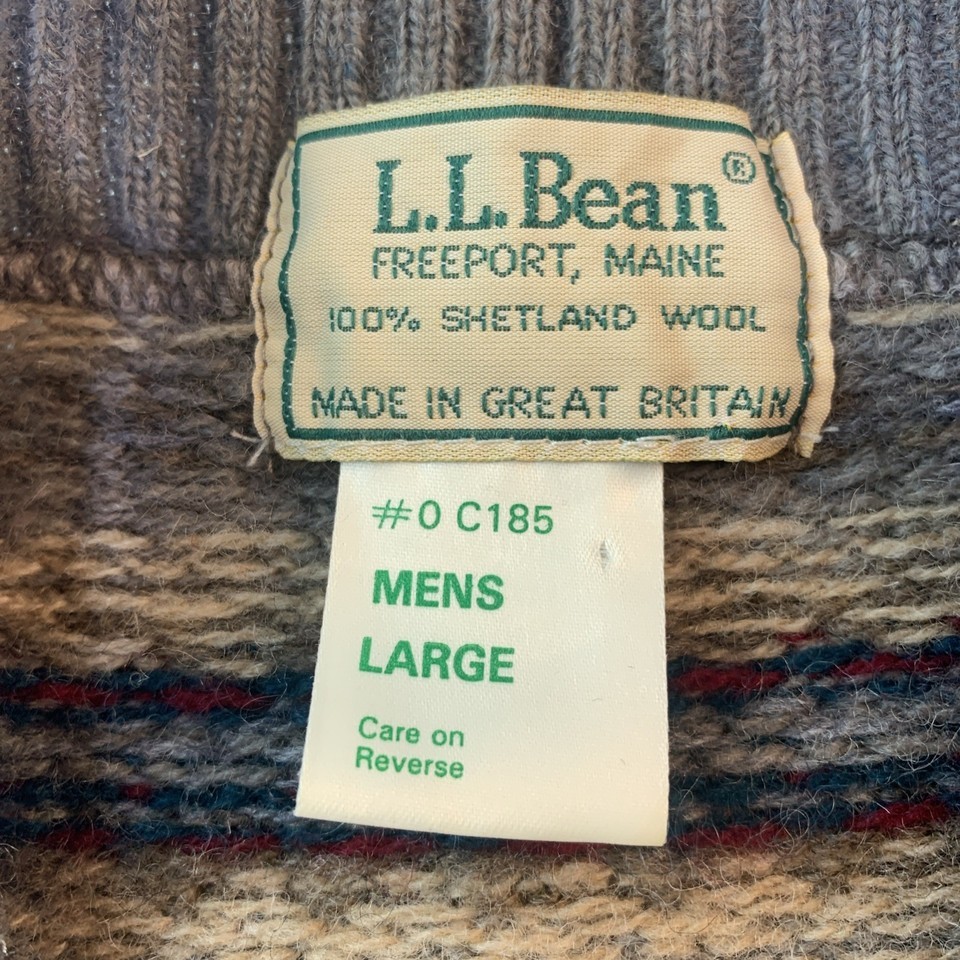 L.L.Bean®
FREEPORT, MAINE
100% SHETLAND WOOL
MADE IN GREAT BRITAIN
#0 C185
MENS
LARGE
Care on
Reverse